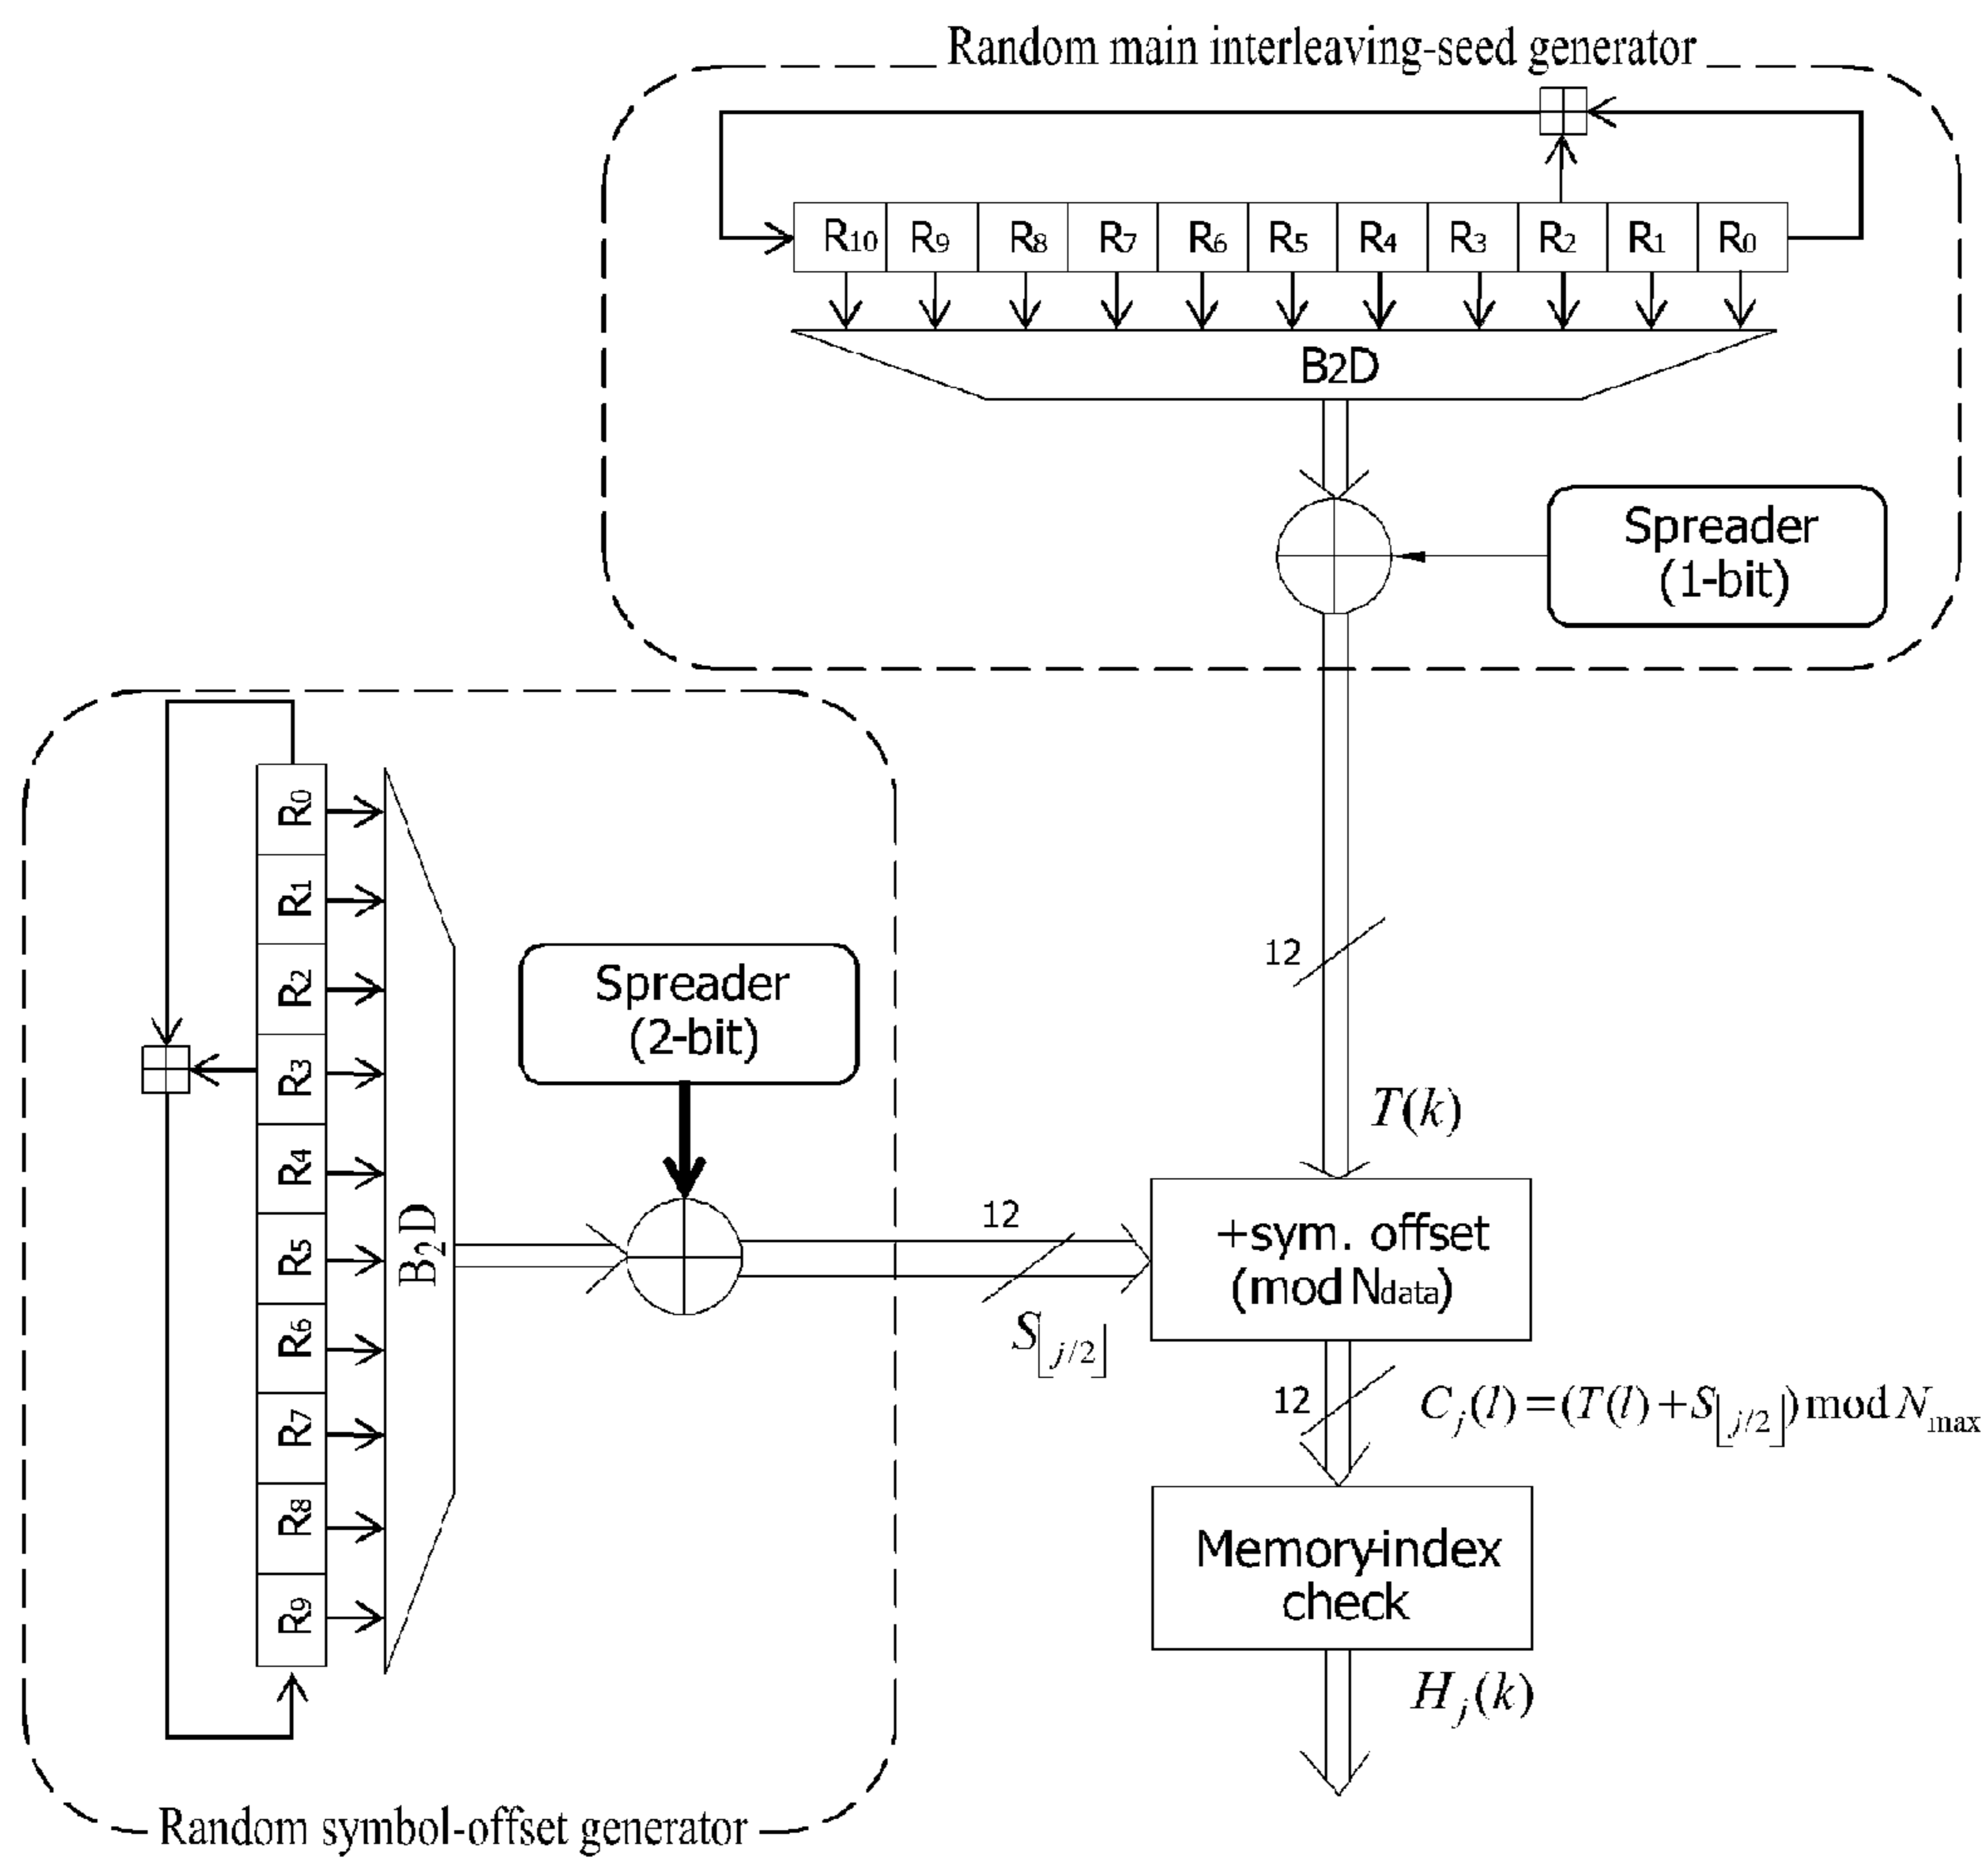 Random main interleaving-seed generator
R10 R9 R8 R7 R6 R5 R4 R3 R2 R1 R0
B2D
Spreader
(1-bit)
12
T(k)
R0
R1
R2
R3
R4
R5
R6
R7
R8
R9
B2D
Spreader
(2-bit)
12
S⌊j/2⌋
+sym. offset
(mod Ndata)
12
Cj(l)=(T(l)+S⌊j/2⌋) mod Nmax
Memory-index
check
Hj(k)
Random symbol-offset generator